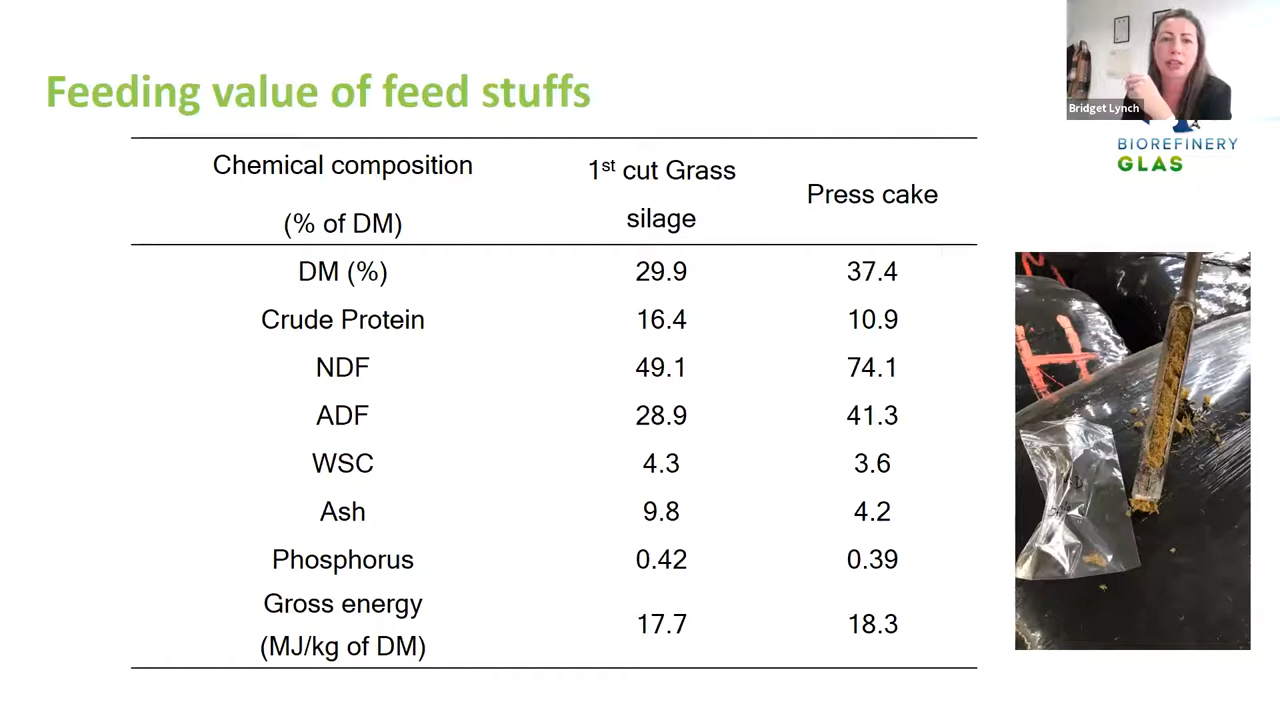 Feeding value of feed stuffs
Bridget Lynch
BIOREFINERY
GLAS
Chemical composition
(% of DM)
1st cut Grass
silage
Press cake
DM (%) 29.9 37.4
Crude Protein 16.4 10.9
NDF 49.1 74.1
ADF 28.9 41.3
WSC 4.3 3.6
Ash 9.8 4.2
Phosphorus 0.42 0.39
Gross energy
(MJ/kg of DM) 17.7 18.3